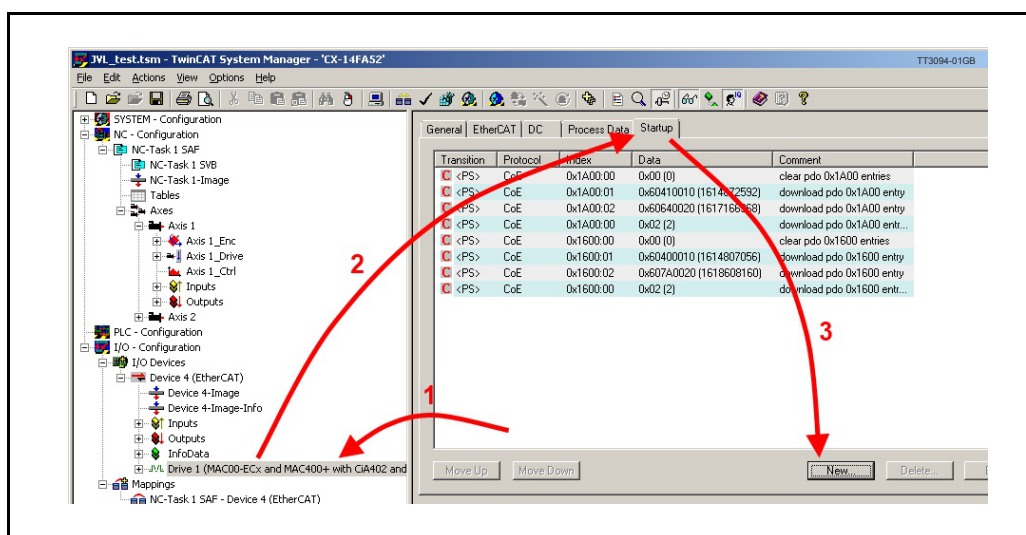 JVL_test.tsm - TwinCAT System Manager - 'CX-14FA52'
TT3094-01GB
File Edit Actions View Options Help
SYSTEM - Configuration
NC - Configuration
NC-Task 1 SAF
NC-Task 1 SVB
NC-Task 1-Image
Tables
Axes
Axis 1
Axis 1_Enc
Axis 1_Drive
Axis 1_Ctrl
Inputs
Outputs
Axis 2
PLC - Configuration
I/O - Configuration
I/O Devices
Device 4 (EtherCAT)
Device 4-Image
Device 4-Image-Info
Inputs
Outputs
InfoData
Drive 1 (MAC00-ECx and MAC400+ with CiA402 and
Mappings
NC-Task 1 SAF - Device 4 (EtherCAT)
General EtherCAT DC Process Data Startup
Transition Protocol Index Data Comment
C <PS> CoE 0x1A00:00 0x00 (0) clear pdo 0x1A00 entries
C <PS> CoE 0x1A00:01 0x60410010 (1614872592) download pdo 0x1A00 entry
C <PS> CoE 0x1A00:02 0x60640020 (1617166368) download pdo 0x1A00 entry
C <PS> CoE 0x1A00:00 0x02 (2) download pdo 0x1A00 entr...
C <PS> CoE 0x1600:00 0x00 (0) clear pdo 0x1600 entries
C <PS> CoE 0x1600:01 0x60400010 (1614807056) download pdo 0x1600 entry
C <PS> CoE 0x1600:02 0x607A0020 (1618608160) download pdo 0x1600 entry
C <PS> CoE 0x1600:00 0x02 (2) download pdo 0x1600 entr...
1
2
3
Move Up Move Down New... Delete... E